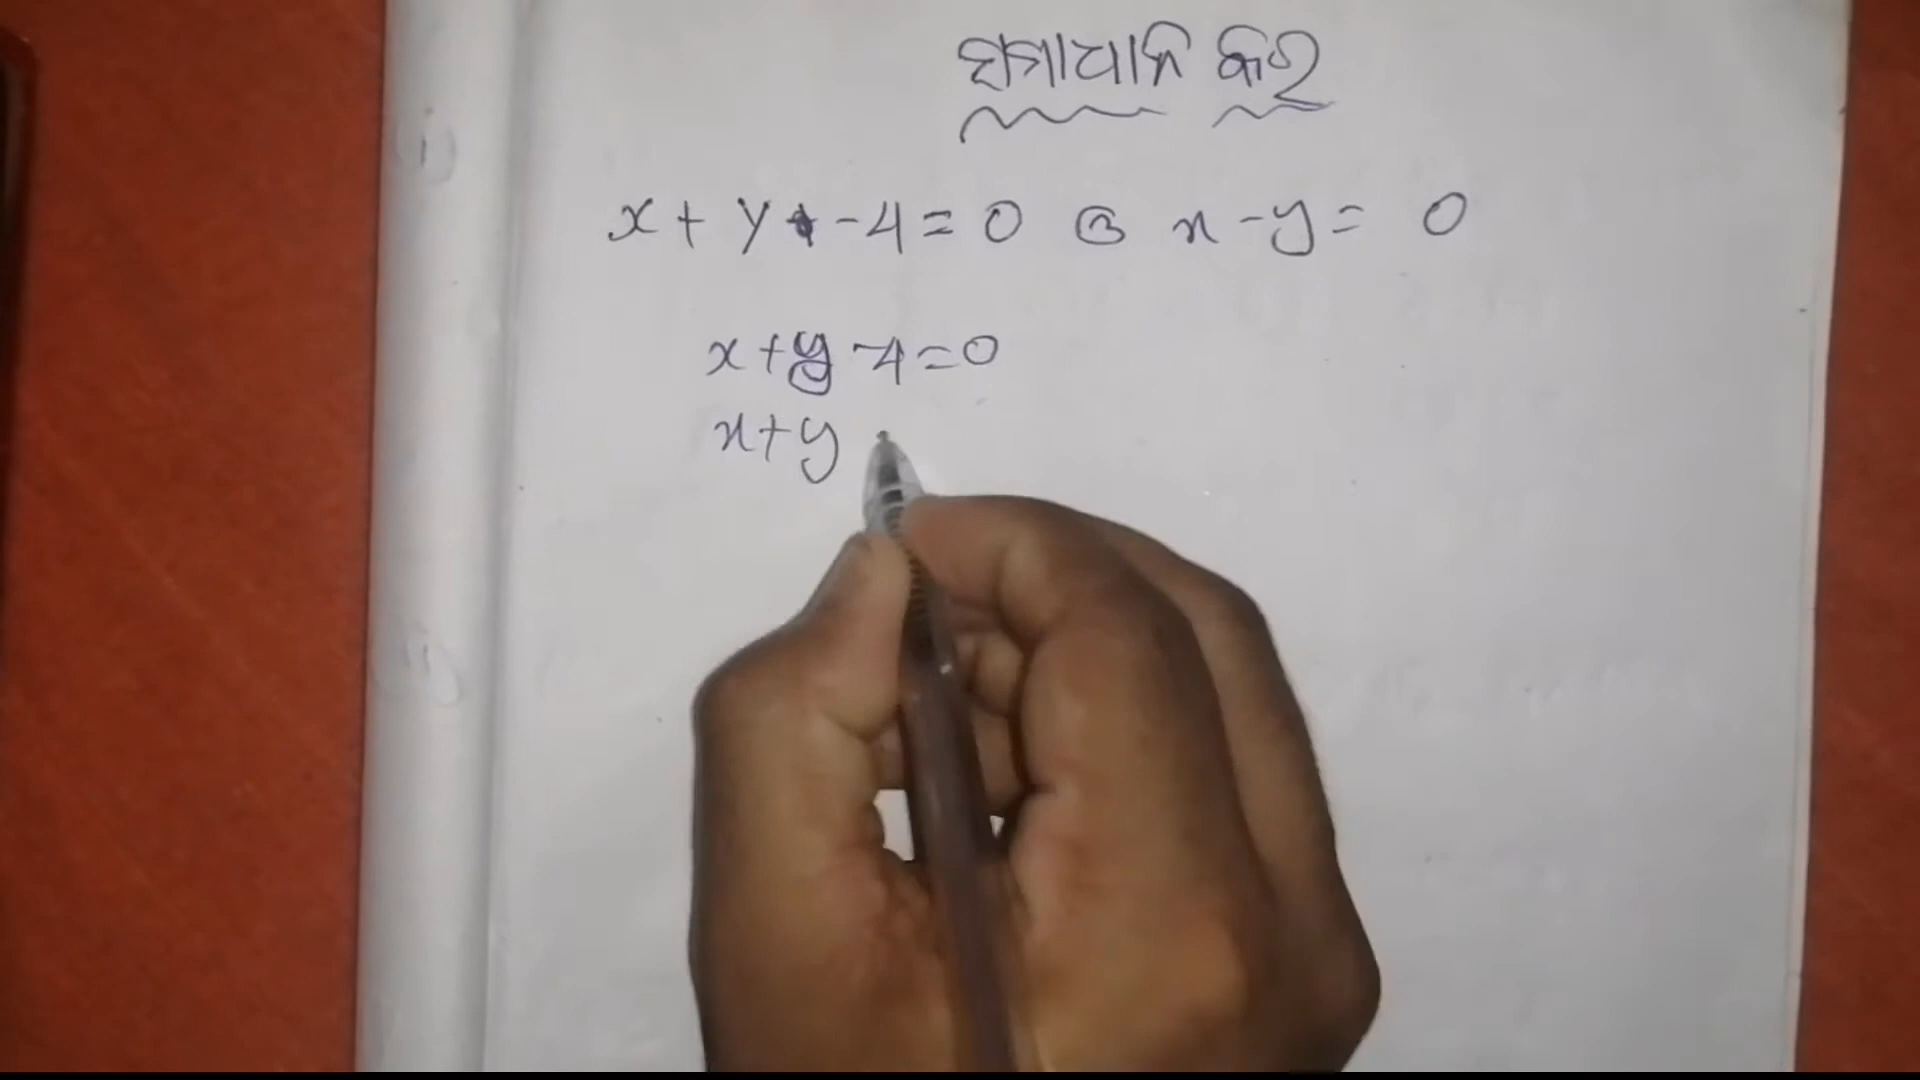 ସମାଧାନ କର
x + y - 4 = 0 ଓ x - y = 0
x + y - 4 = 0
x + y